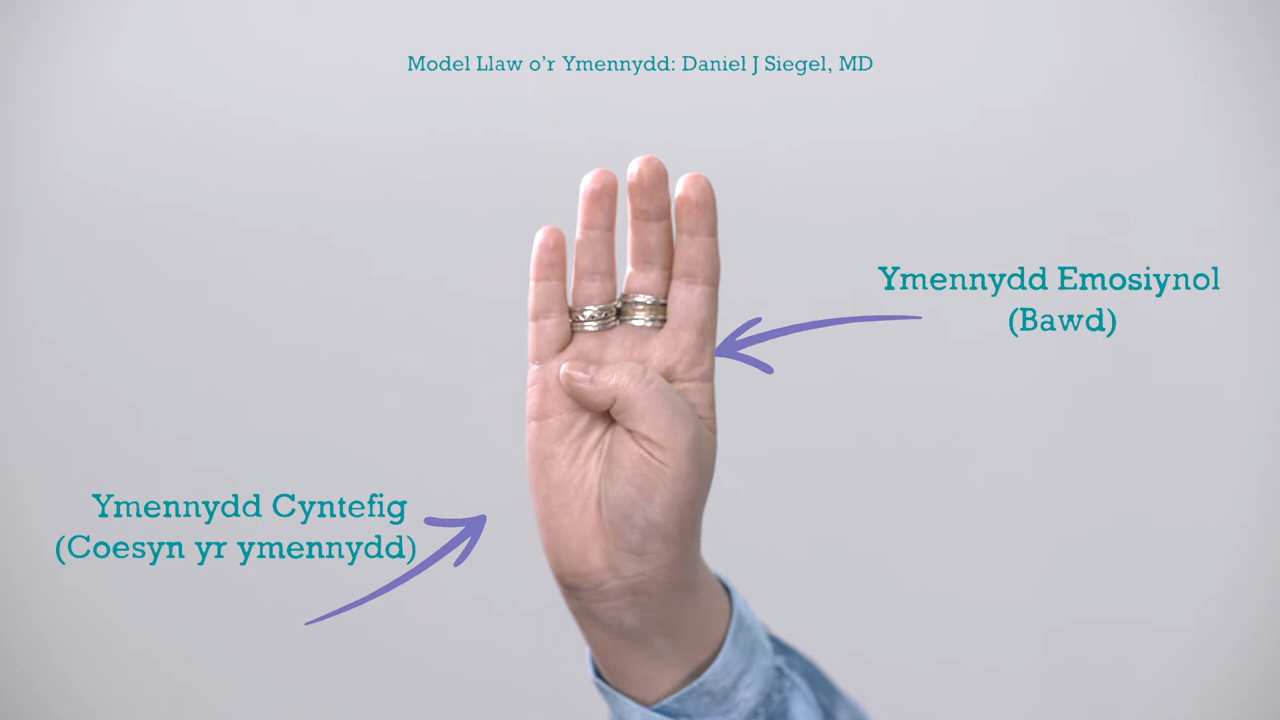 Model Llaw o'r Ymennydd: Daniel J Siegel, MD
Ymennydd Emosiynol
(Bawd)
Ymennydd Cyntefig
(Coesyn yr ymennydd)